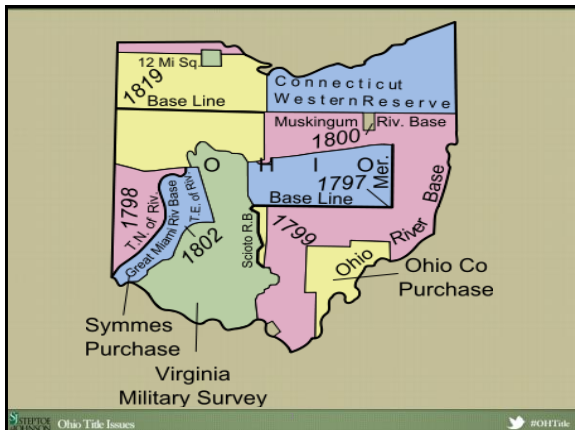 12 Mi Sq.
1819
Base Line
Connecticut
Western Reserve
Muskingum Riv. Base
1800
O H I O
1797
Mer.
Base Line
1798
T.N. of Riv.
Great Miami Riv Base
T.E. of Riv.
1802
Scioto R.B.
1799
Ohio River Base
Ohio Co
Purchase
Symmes
Purchase
Virginia
Military Survey
STEPTOE
JOHNSON
Ohio Title Issues
#OHTitle